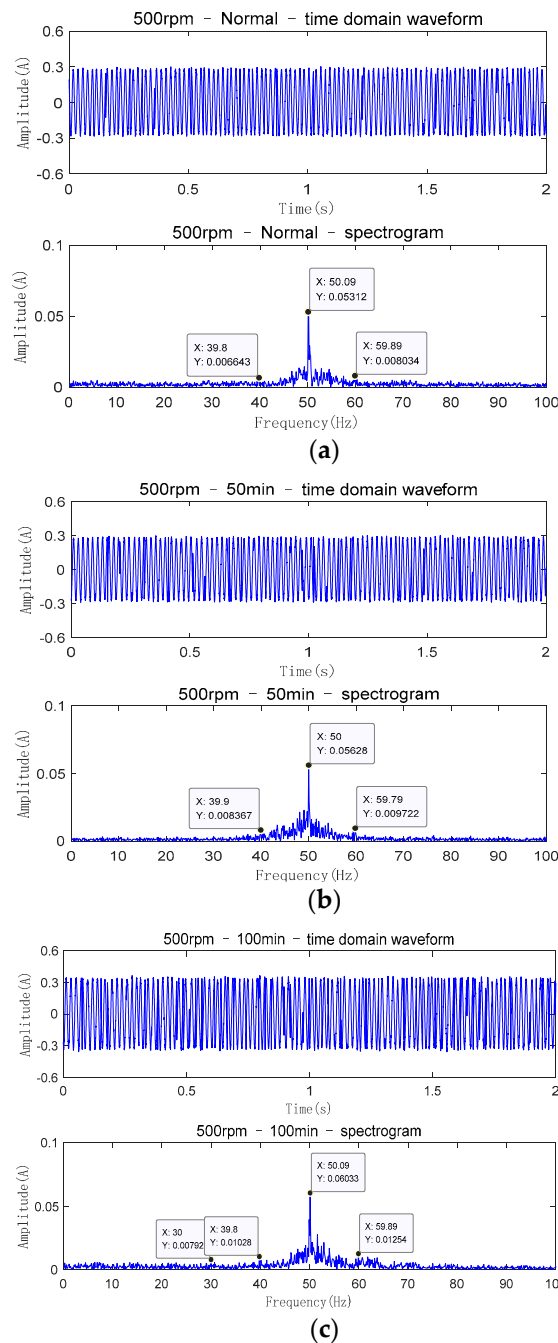 500rpm - Normal - time domain waveform
0.6
0.3
0
-0.3
-0.6
Amplitude(A)
0 0.5 1 1.5 2
Time(s)
500rpm - Normal - spectrogram
0.1
0.05
0
Amplitude(A)
X: 50.09
Y: 0.05312
X: 39.8
Y: 0.006643
X: 59.89
Y: 0.008034
0 10 20 30 40 50 60 70 80 90 100
Frequency(Hz)
(a)
500rpm - 50min - time domain waveform
0.6
0.3
0
-0.3
-0.6
Amplitude(A)
0 0.5 1 1.5 2
Time(s)
500rpm - 50min - spectrogram
0.1
0.05
0
Amplitude(A)
X: 50
Y: 0.05628
X: 39.9
Y: 0.008367
X: 59.79
Y: 0.009722
0 10 20 30 40 50 60 70 80 90 100
Frequency(Hz)
(b)
500rpm - 100min - time domain waveform
0.6
0.3
0
-0.3
-0.6
Amplitude(A)
0 0.5 1 1.5 2
Time(s)
500rpm - 100min - spectrogram
0.1
0.05
0
Amplitude(A)
X: 50.09
Y: 0.06033
X: 30
Y: 0.00792
X: 39.8
Y: 0.01028
X: 59.89
Y: 0.01254
0 10 20 30 40 50 60 70 80 90 100
Frequency(Hz)
(c)